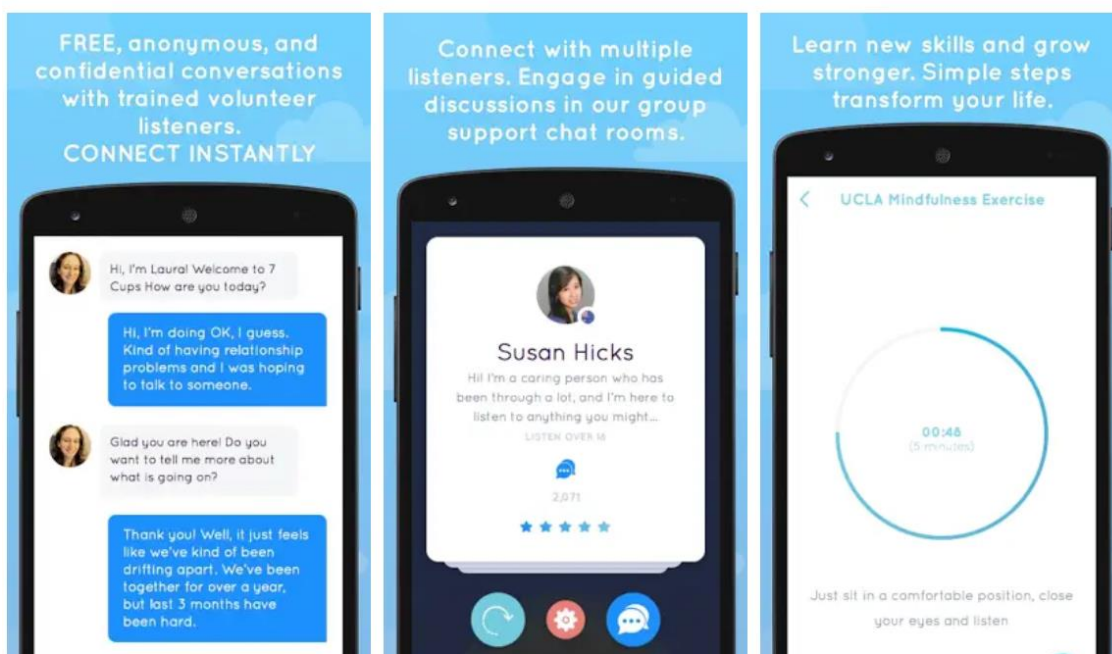 FREE, anonymous, and
confidential conversations
with trained volunteer
listeners.
CONNECT INSTANTLY
Hi, I'm Laura! Welcome to 7
Cups How are you today?
Hi, I'm doing OK, I guess.
Kind of having relationship
problems and I was hoping
to talk to someone.
Glad you are here! Do you
want to tell me more about
what is going on?
Thank you! Well, it just feels
like we've kind of been
drifting apart. We've been
together for over a year,
but last 3 months have
been hard.
Connect with multiple
listeners. Engage in guided
discussions in our group
support chat rooms.
Susan Hicks
Hi! I'm a caring person who has
been through a lot, and I'm here to
listen to anything you might...
LISTEN OVER 18
2,071
Learn new skills and grow
stronger. Simple steps
transform your life.
UCLA Mindfulness Exercise
00:48
(5 minutes)
Just sit in a comfortable position, close
your eyes and listen